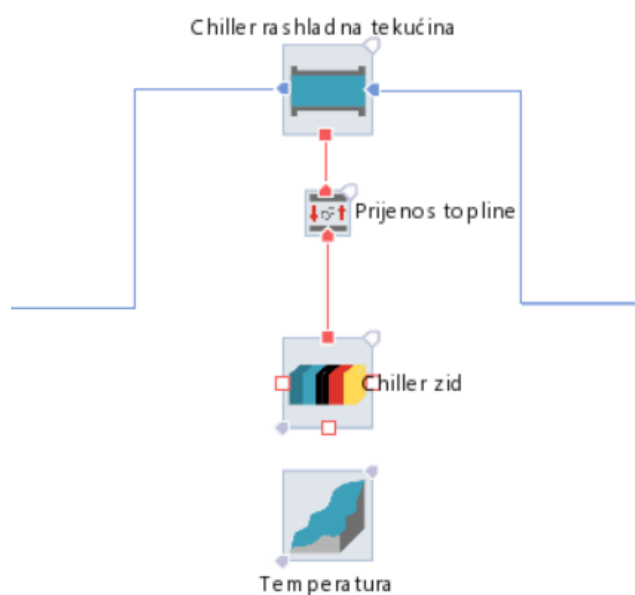 Chiller rashladna tekućina
Prijenos topline
Chiller zid
Temperatura